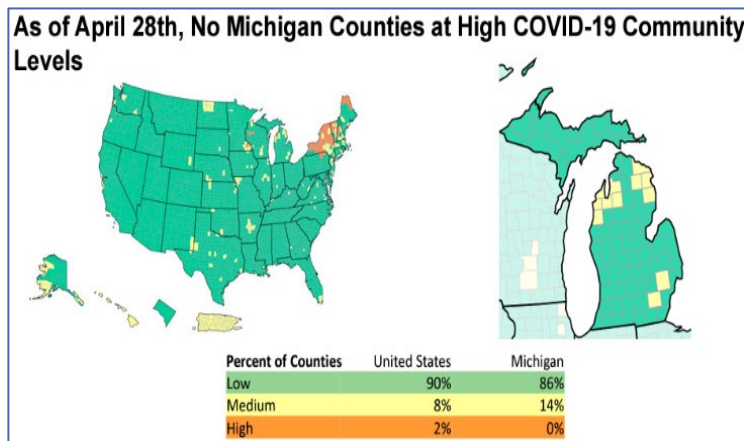 As of April 28th, No Michigan Counties at High COVID-19 Community
Levels
Percent of Counties United States Michigan
Low 90% 86%
Medium 8% 14%
High 2% 0%